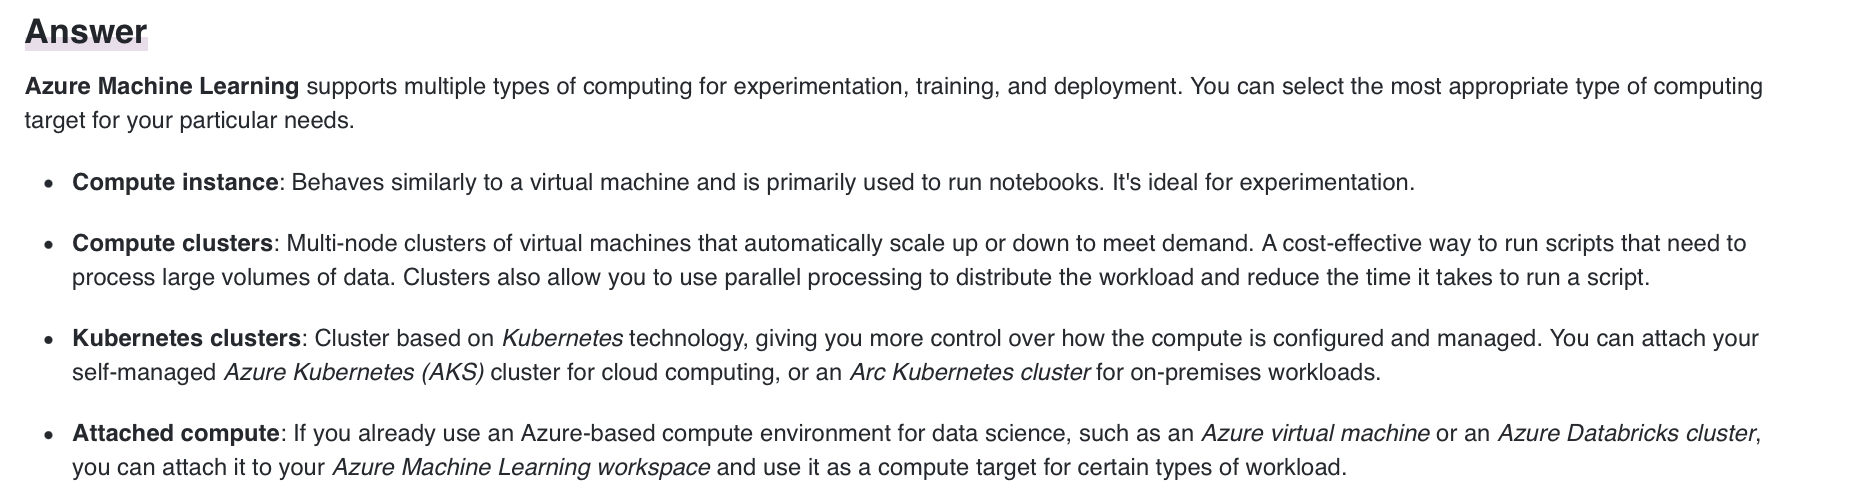 Answer
Azure Machine Learning supports multiple types of computing for experimentation, training, and deployment. You can select the most appropriate type of computing
target for your particular needs.
• Compute instance: Behaves similarly to a virtual machine and is primarily used to run notebooks. It's ideal for experimentation.
• Compute clusters: Multi-node clusters of virtual machines that automatically scale up or down to meet demand. A cost-effective way to run scripts that need to
process large volumes of data. Clusters also allow you to use parallel processing to distribute the workload and reduce the time it takes to run a script.
• Kubernetes clusters: Cluster based on Kubernetes technology, giving you more control over how the compute is configured and managed. You can attach your
self-managed Azure Kubernetes (AKS) cluster for cloud computing, or an Arc Kubernetes cluster for on-premises workloads.
• Attached compute: If you already use an Azure-based compute environment for data science, such as an Azure virtual machine or an Azure Databricks cluster,
you can attach it to your Azure Machine Learning workspace and use it as a compute target for certain types of workload.